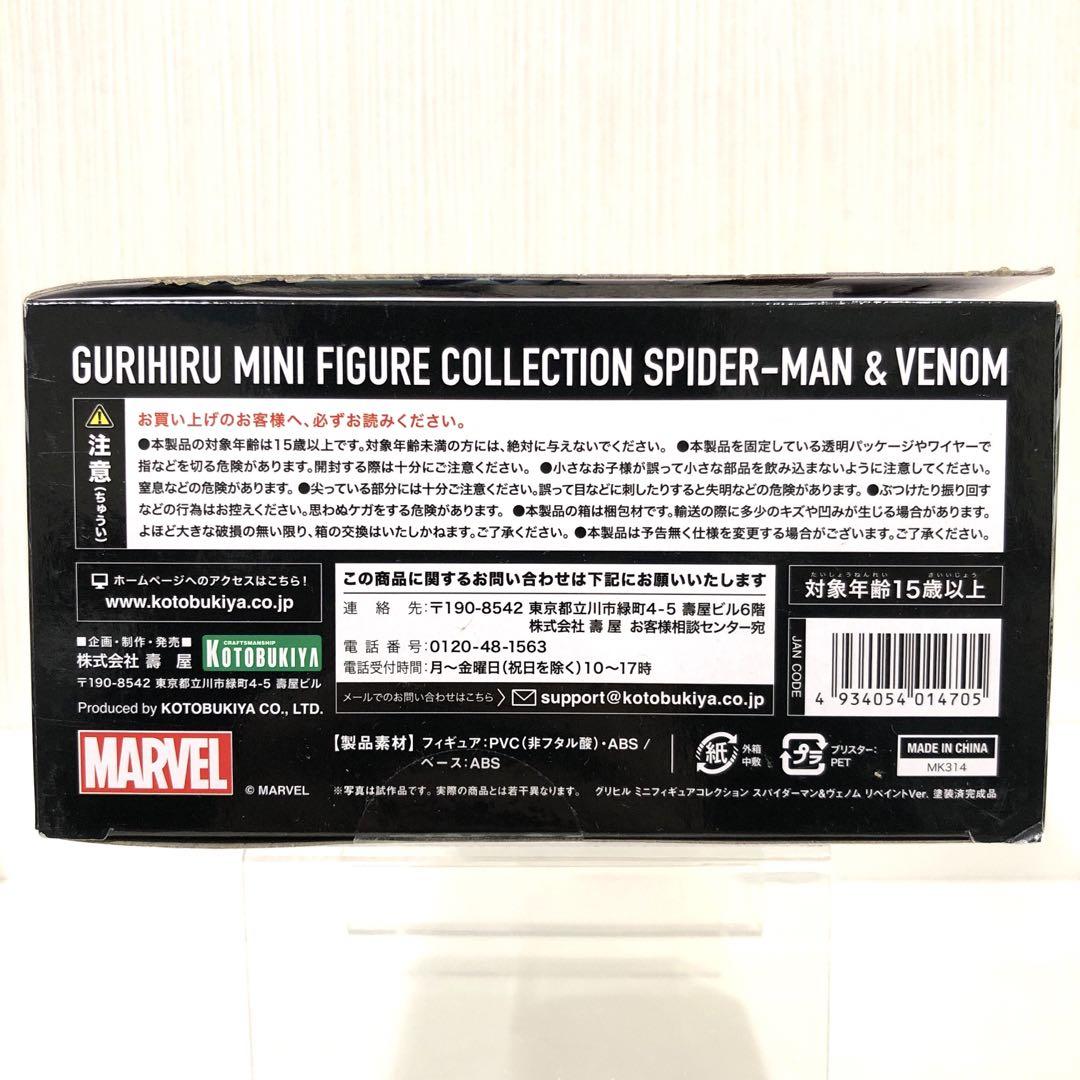 GURIHIRU MINI FIGURE COLLECTION SPIDER-MAN & VENOM
注意(ちゅうい)
お買い上げのお客様へ、必ずお読みください。
●本製品の対象年齢は15歳以上です。対象年齢未満の方には、絶対に与えないでください。 ●本製品を固定している透明パッケージやワイヤーで
指などを切る危険があります。開封する際は十分にご注意ください。 ●小さなお子様が誤って小さな部品を飲み込まないように注意してください。
窒息などの危険があります。 ●尖っている部分には十分ご注意ください。誤って目などに刺したりすると失明などの危険があります。 ●ぶつけたり振り回す
などの行為はお控えください。思わぬケガをする危険があります。 ●本製品の箱は梱包材です。輸送の際に多少のキズや凹みが生じる場合があります。
よほど大きな破損の無い限り、箱の交換はいたしかねます。ご了承ください。 ●本製品は予告無く仕様を変更する場合がございます。ご了承ください。
ホームページへのアクセスはこちら!
www.kotobukiya.co.jp
■企画・制作・発売■
株式会社 壽 屋
CRAFTSMANSHIP
KOTOBUKIYA
〒190-8542 東京都立川市緑町4-5 壽屋ビル
Produced by KOTOBUKIYA CO., LTD.
この商品に関するお問い合わせは下記にお願いいたします
連絡先:〒190-8542 東京都立川市緑町4-5 壽屋ビル6階
株式会社 壽 屋 お客様相談センター宛
電話番号:0120-48-1563
電話受付時間:月〜金曜日(祝日を除く)10〜17時
メールでのお問い合わせはこちら support@kotobukiya.co.jp
たいしょうねんれい さいいじょう
対象年齢15歳以上
JAN CODE
4 934054 014705
MARVEL
© MARVEL
【製品素材】フィギュア:PVC(非フタル酸)・ABS /
ベース:ABS
紙
外箱
中敷
プラ
ブリスター:
PET
MADE IN CHINA
MK314
※写真は試作品です。実際の商品とは若干異なります。 グリヒル ミニフィギュアコレクション スパイダーマン&ヴェノム リペイントVer. 塗装済完成品